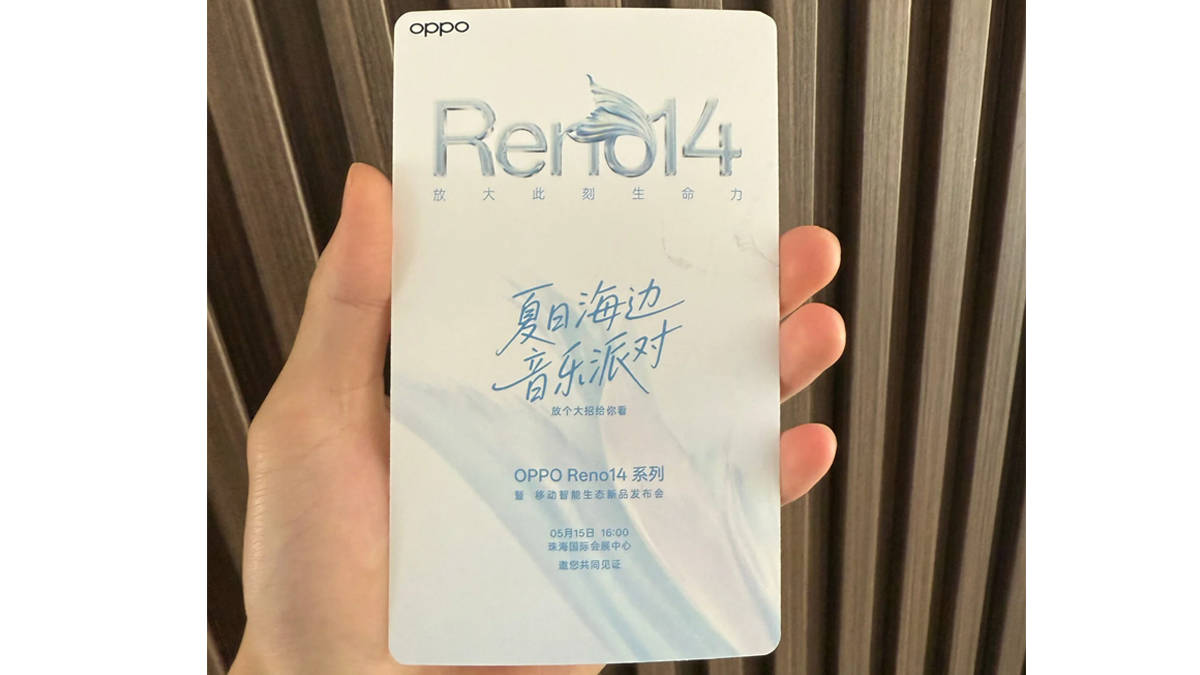 oppo
Reno14
放大此刻生命力
夏日海边
音乐派对
放个大招给你看
OPPO Reno14 系列
暨 移动智能生态新品发布会
05月15日 16:00
珠海国际会展中心
邀您共同见证